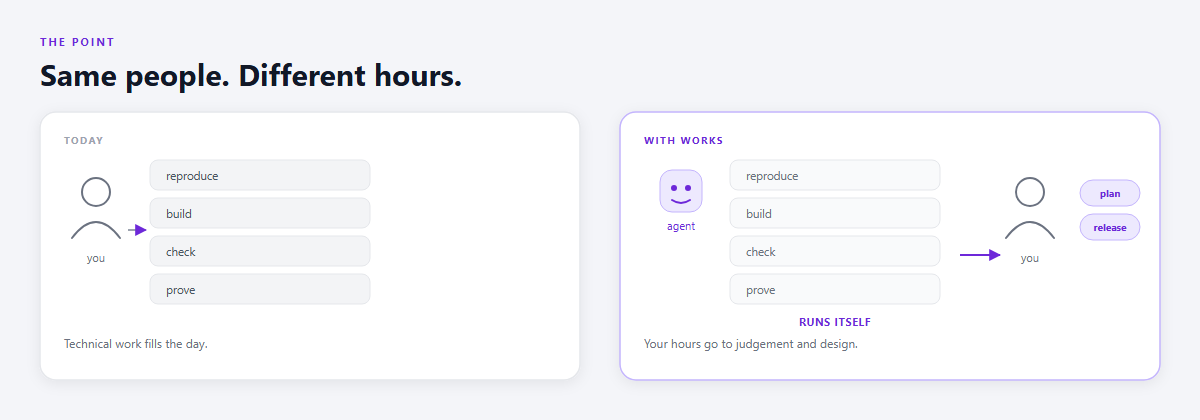 THE POINT
Same people. Different hours.
TODAY
reproduce
build
check
prove
you
Technical work fills the day.
WITH WORKS
agent
reproduce
build
check
prove
RUNS ITSELF
you
plan
release
Your hours go to judgement and design.